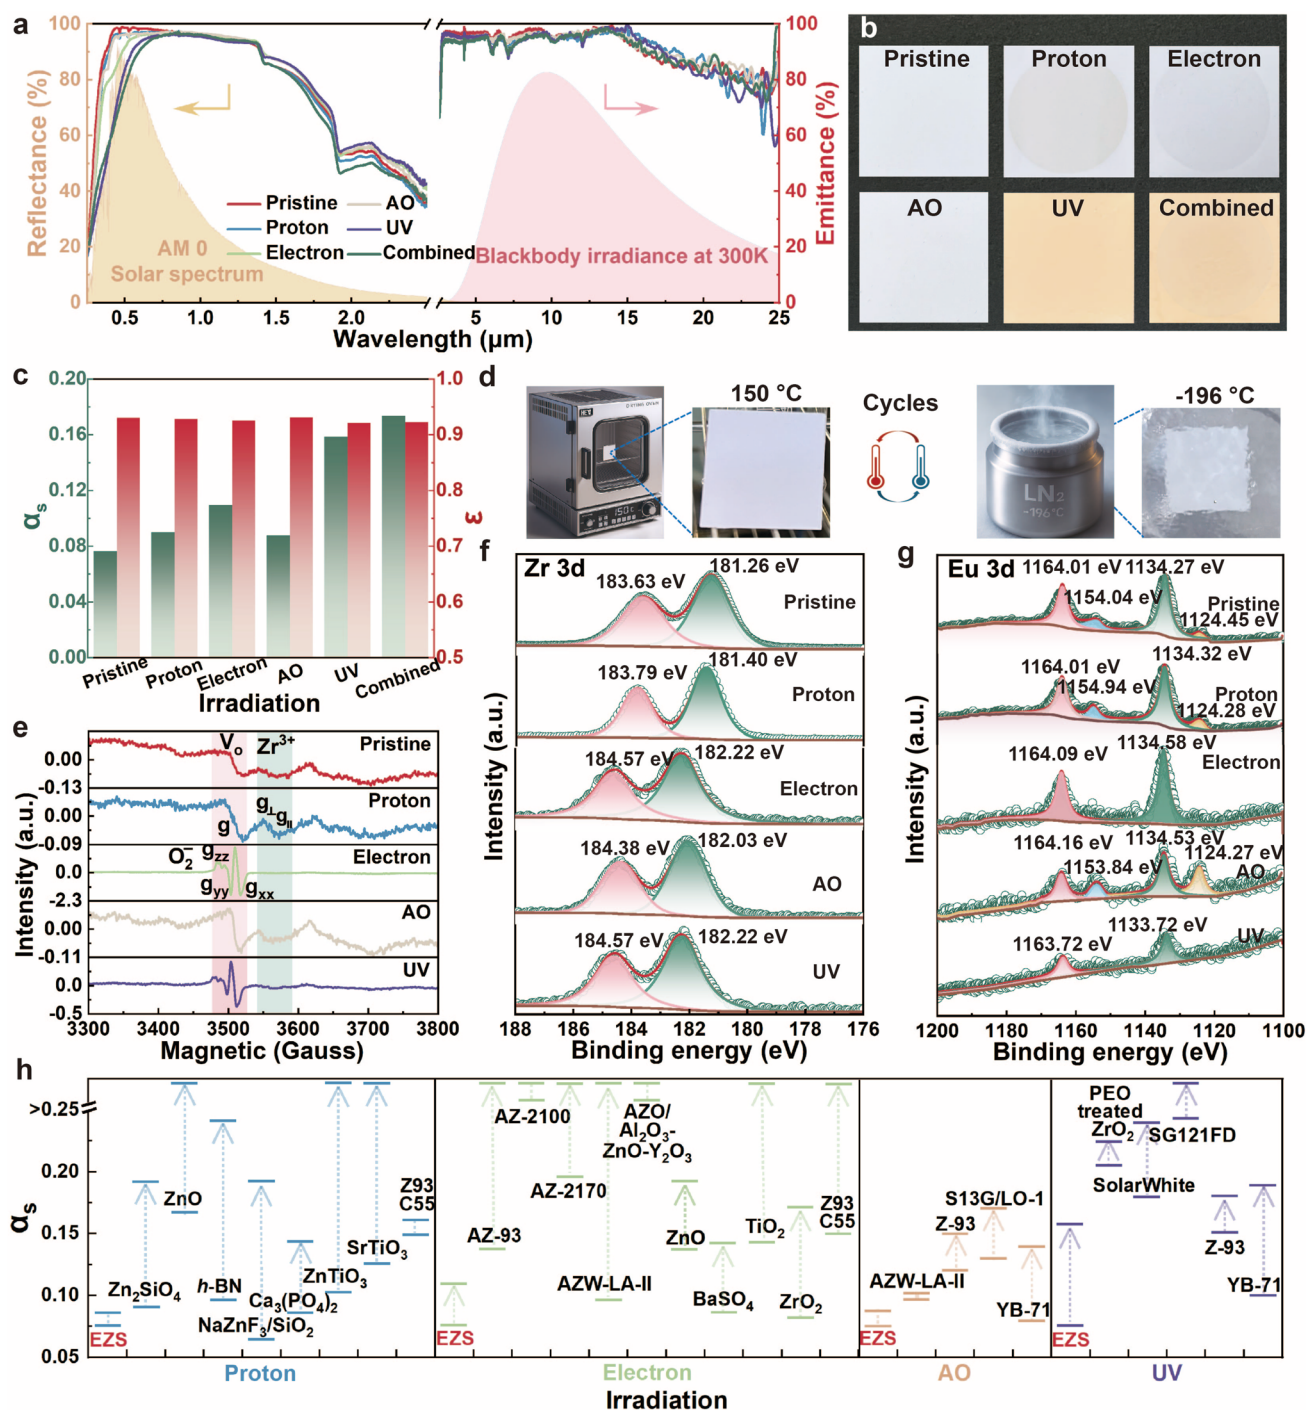 a
100
80
60
40
20
0
Reflectance (%)
0.5
1.0
1.5
2.0
5
10
15
20
25
Wavelength (μm)
100
80
60
40
20
0
Emittance (%)
Pristine
AO
Proton
UV
Electron
Combined
AM 0
Solar spectrum
Blackbody irradiance at 300K
b
Pristine
Proton
Electron
AO
UV
Combined
c
αs
0.20
0.16
0.12
0.08
0.04
0.00
1.0
0.9
0.8
0.7
0.6
0.5
ε
Pristine
Proton
Electron
AO
UV
Combined
Irradiation
d
150 °C
Cycles
-196 °C
150c
LN2
-196°C
e
Vo
Zr3+
Pristine
0.00
-0.13
Proton
g⊥
g∥
g
0.00
-0.09
O2−
gzz
Electron
0.0
gyy
gxx
-2.3
AO
0.00
-0.11
UV
0.0
-0.5
Intensity (a.u.)
3300
3400
3500
3600
3700
3800
Magnetic (Gauss)
f
Zr 3d
183.63 eV
181.26 eV
Pristine
183.79 eV
181.40 eV
Proton
184.57 eV
182.22 eV
Electron
184.38 eV
182.03 eV
AO
184.57 eV
182.22 eV
UV
Intensity (a.u.)
188
186
184
182
180
178
176
Binding energy (eV)
g
Eu 3d
1164.01 eV
1134.27 eV
1154.04 eV
Pristine
1124.45 eV
1164.01 eV
1134.32 eV
1154.94 eV
Proton
1124.28 eV
1164.09 eV
1134.58 eV
Electron
1164.16 eV
1134.53 eV
1153.84 eV
1124.27 eV
AO
1163.72 eV
1133.72 eV
UV
Intensity (a.u.)
1200
1180
1160
1140
1120
1100
Binding energy (eV)
h
αs
>0.25
0.20
0.15
0.10
0.05
EZS
Zn2SiO4
ZnO
h-BN
NaZnF3/SiO2
Ca3(PO4)2
ZnTiO3
SrTiO3
Z93
C55
Proton
EZS
AZ-93
AZ-2100
AZ-2170
AZW-LA-II
AZO/
Al2O3-
ZnO-Y2O3
ZnO
BaSO4
TiO2
ZrO2
Z93
C55
Electron
EZS
AZW-LA-II
Z-93
S13G/LO-1
YB-71
AO
EZS
PEO
treated
ZrO2
SolarWhite
SG121FD
Z-93
YB-71
UV
Irradiation